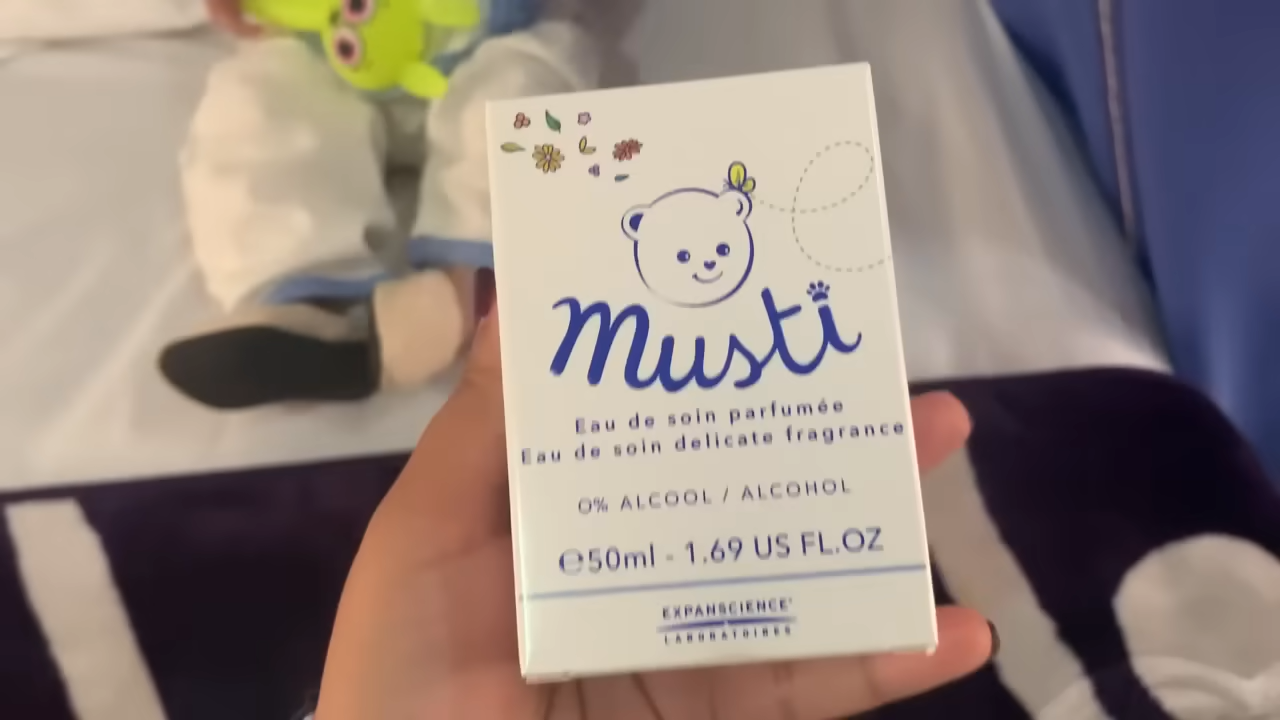 musti
Eau de soin parfumée
Eau de soin delicate fragrance
0% ALCOOL / ALCOHOL
℮50ml - 1.69 US FL.OZ
EXPANSCIENCE®
LABORATOIRES